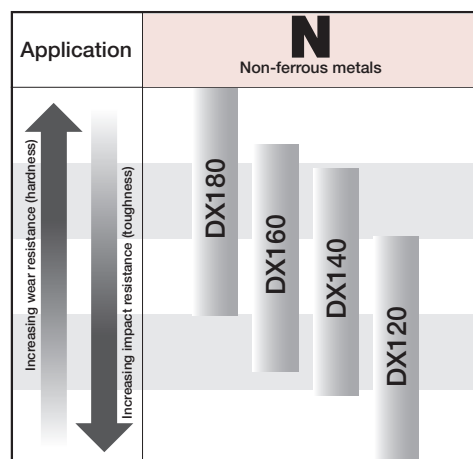 Application
N
Non-ferrous metals
Increasing wear resistance (hardness)
Increasing impact resistance (toughness)
DX180
DX160
DX140
DX120